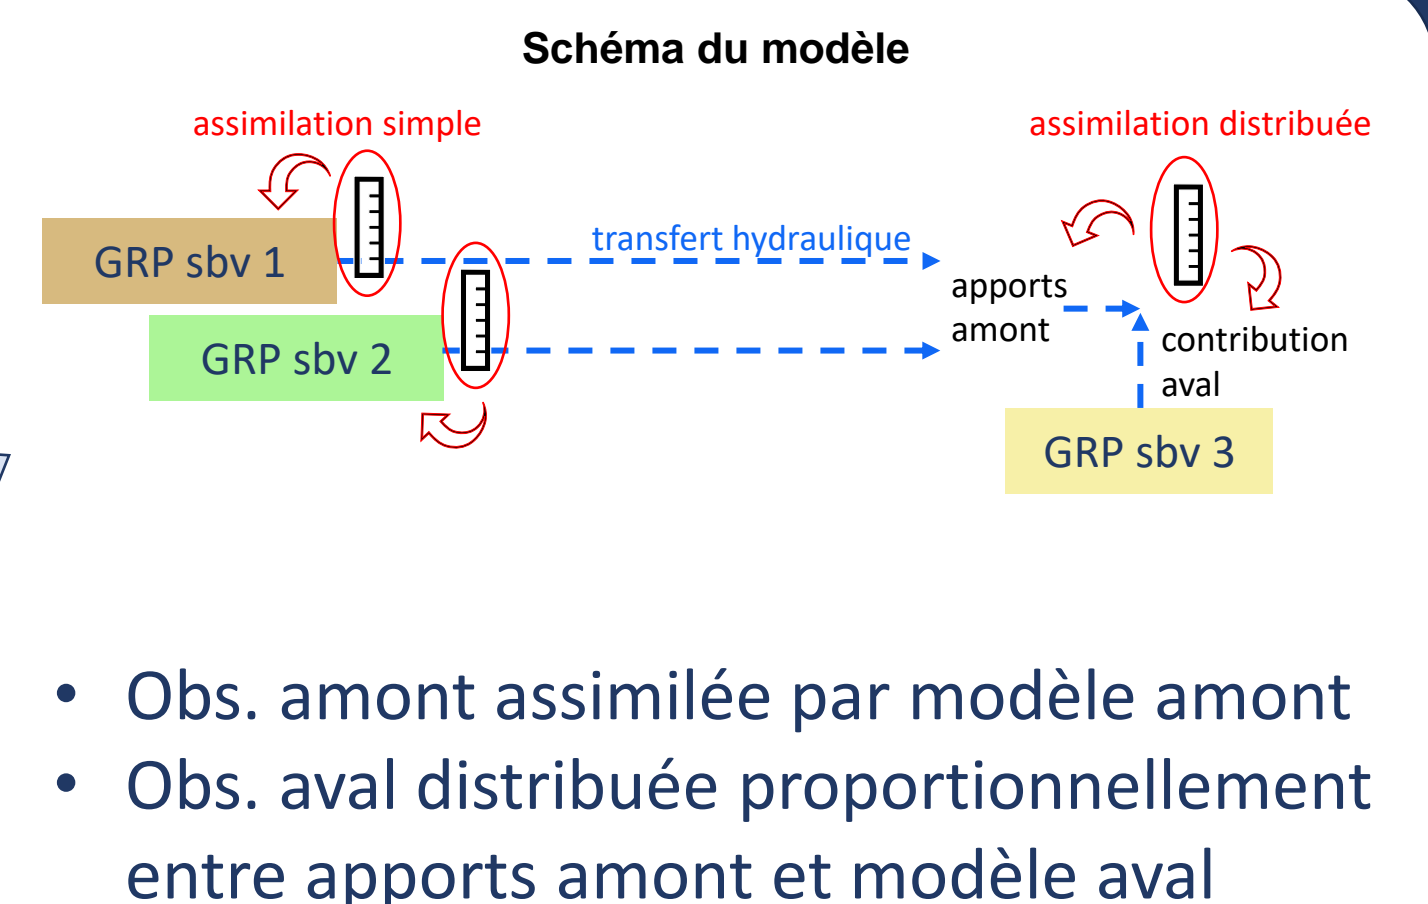 Schéma du modèle
assimilation simple
assimilation distribuée
GRP sbv 1
transfert hydraulique
apports
amont
GRP sbv 2
contribution
aval
GRP sbv 3
• Obs. amont assimilée par modèle amont
• Obs. aval distribuée proportionnellement
entre apports amont et modèle aval